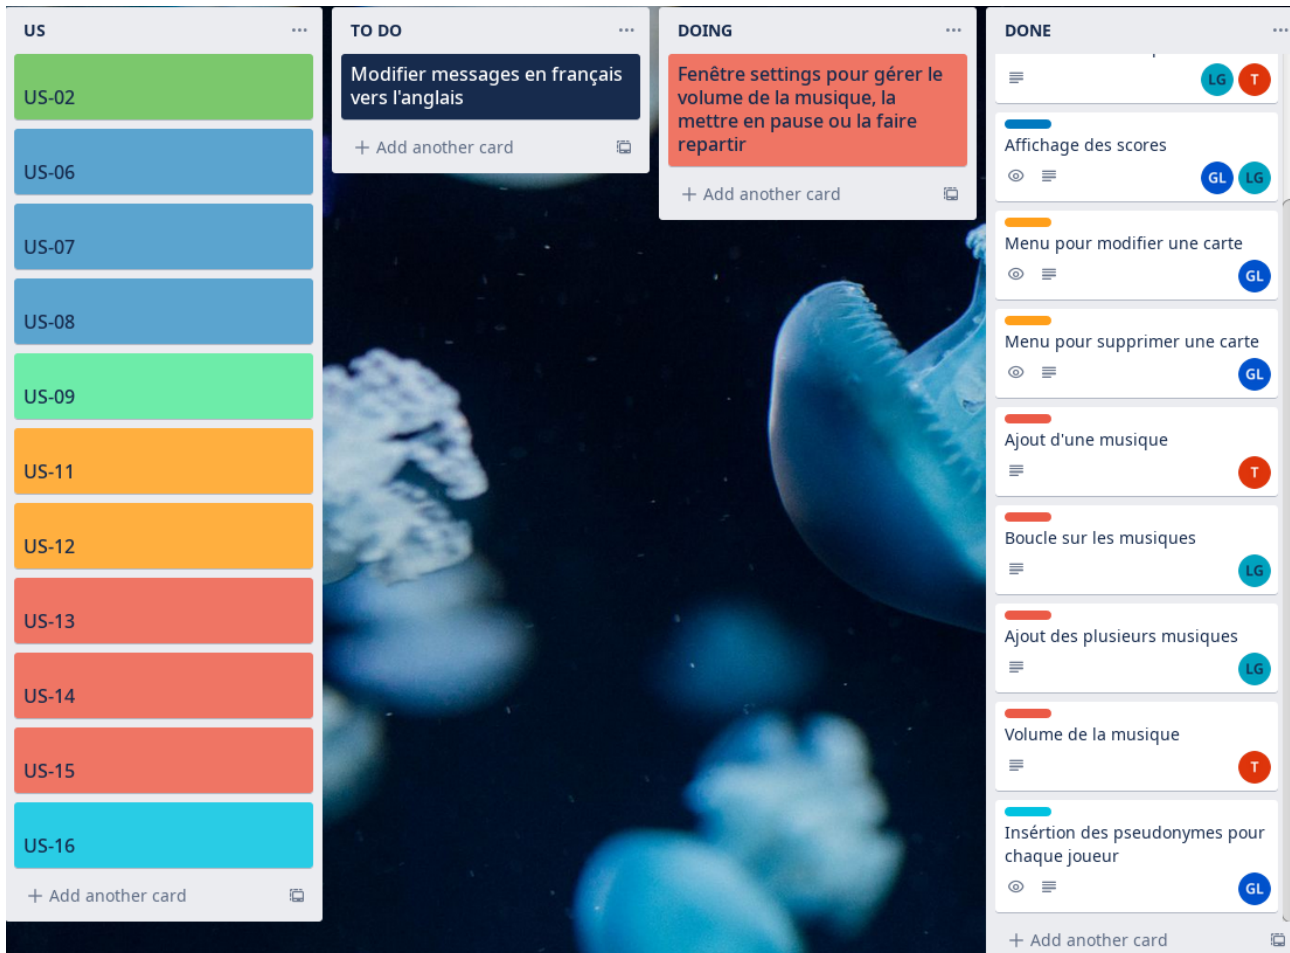 US
US-02
US-06
US-07
US-08
US-09
US-11
US-12
US-13
US-14
US-15
US-16
+ Add another card
TO DO
Modifier messages en français
vers l'anglais
+ Add another card
DOING
Fenêtre settings pour gérer le
volume de la musique, la
mettre en pause ou la faire
repartir
+ Add another card
DONE
LG T
Affichage des scores
GL LG
Menu pour modifier une carte
GL
Menu pour supprimer une carte
GL
Ajout d'une musique
T
Boucle sur les musiques
LG
Ajout des plusieurs musiques
LG
Volume de la musique
T
Insértion des pseudonymes pour
chaque joueur
GL
+ Add another card